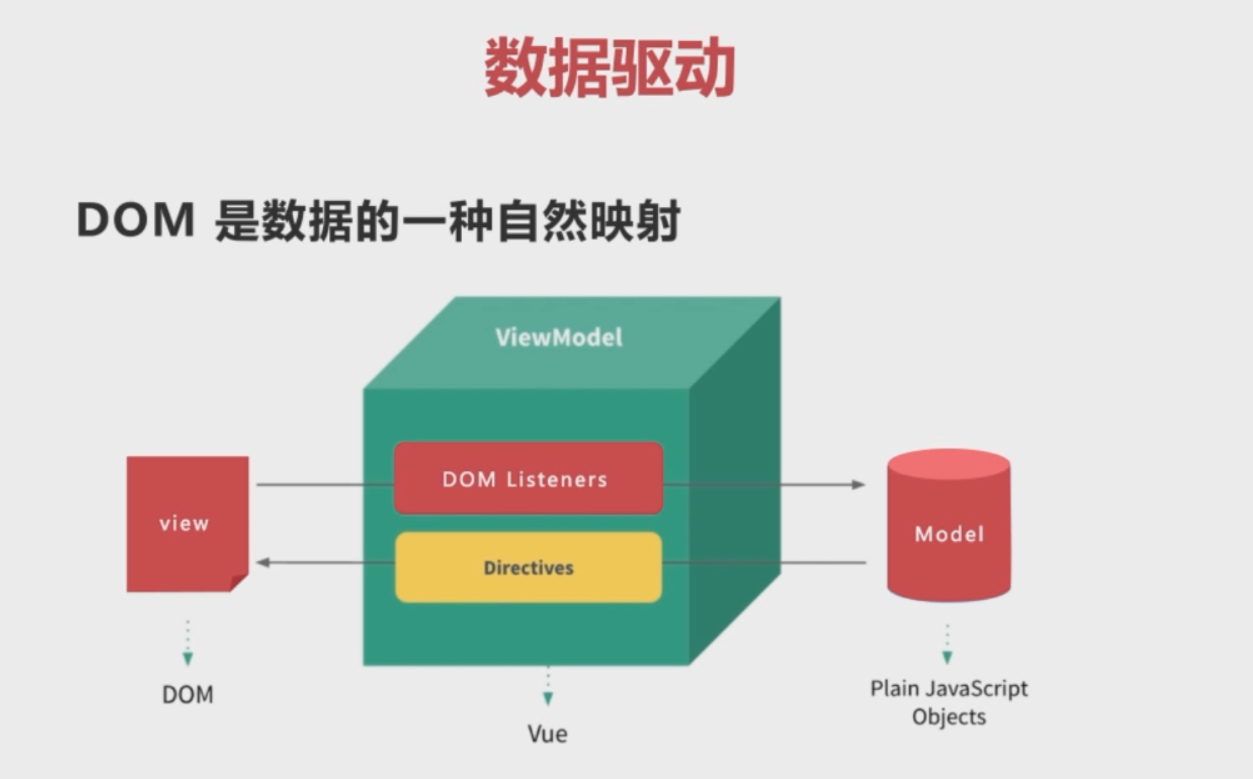 数据驱动
DOM 是数据的一种自然映射
ViewModel
DOM Listeners
view
Model
Directives
DOM
Plain JavaScript
Objects
Vue